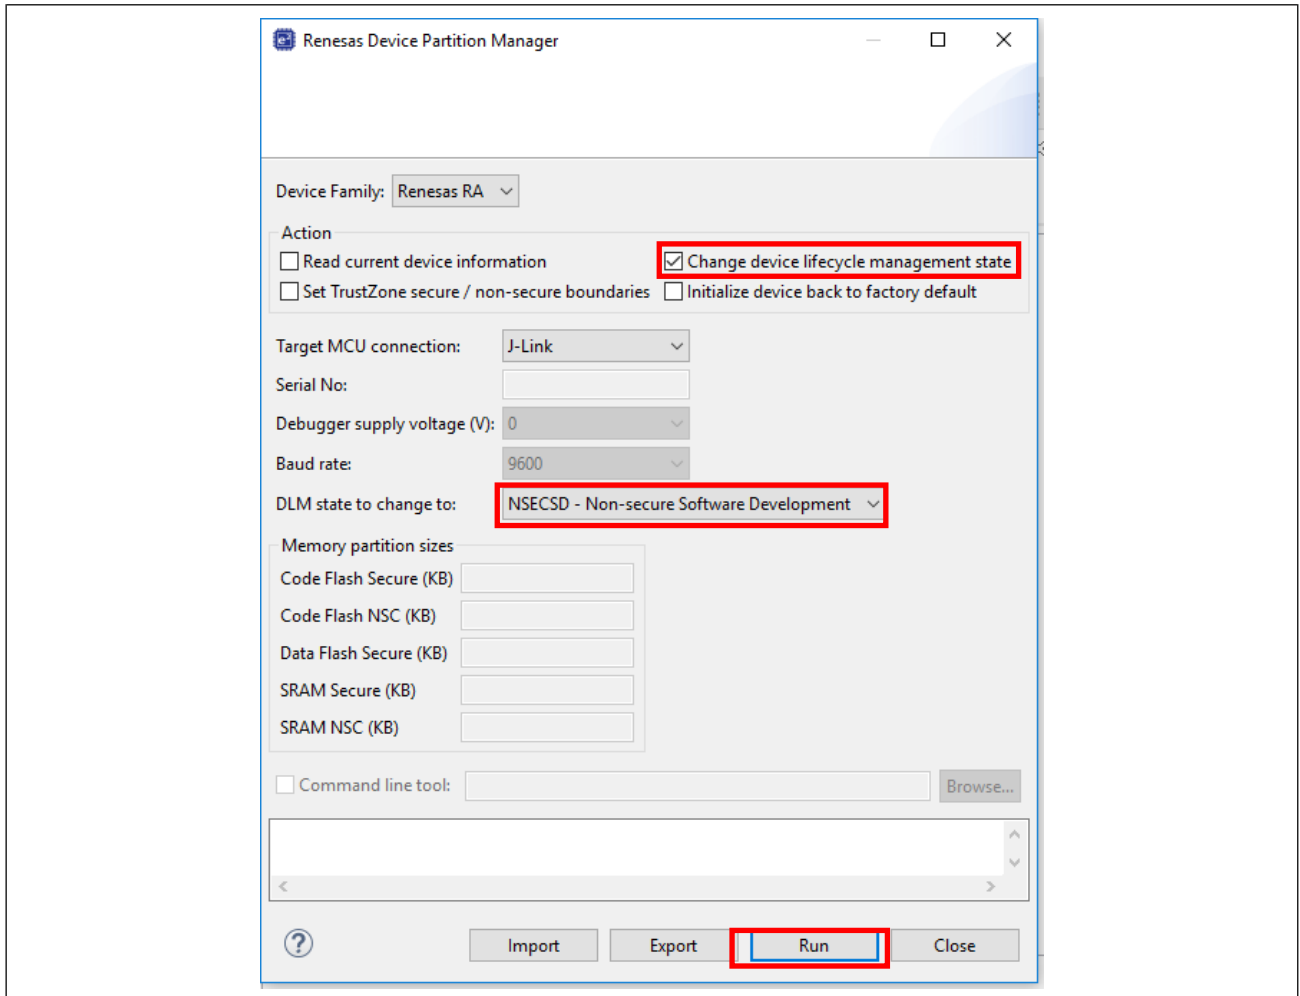 Renesas Device Partition Manager
Device Family: Renesas RA
Action
Read current device information Change device lifecycle management state
Set TrustZone secure / non-secure boundaries Initialize device back to factory default
Target MCU connection: J-Link
Serial No:
Debugger supply voltage (V): 0
Baud rate: 9600
DLM state to change to: NSECSD - Non-secure Software Development
Memory partition sizes
Code Flash Secure (KB)
Code Flash NSC (KB)
Data Flash Secure (KB)
SRAM Secure (KB)
SRAM NSC (KB)
Command line tool: Browse...
? Import Export Run Close